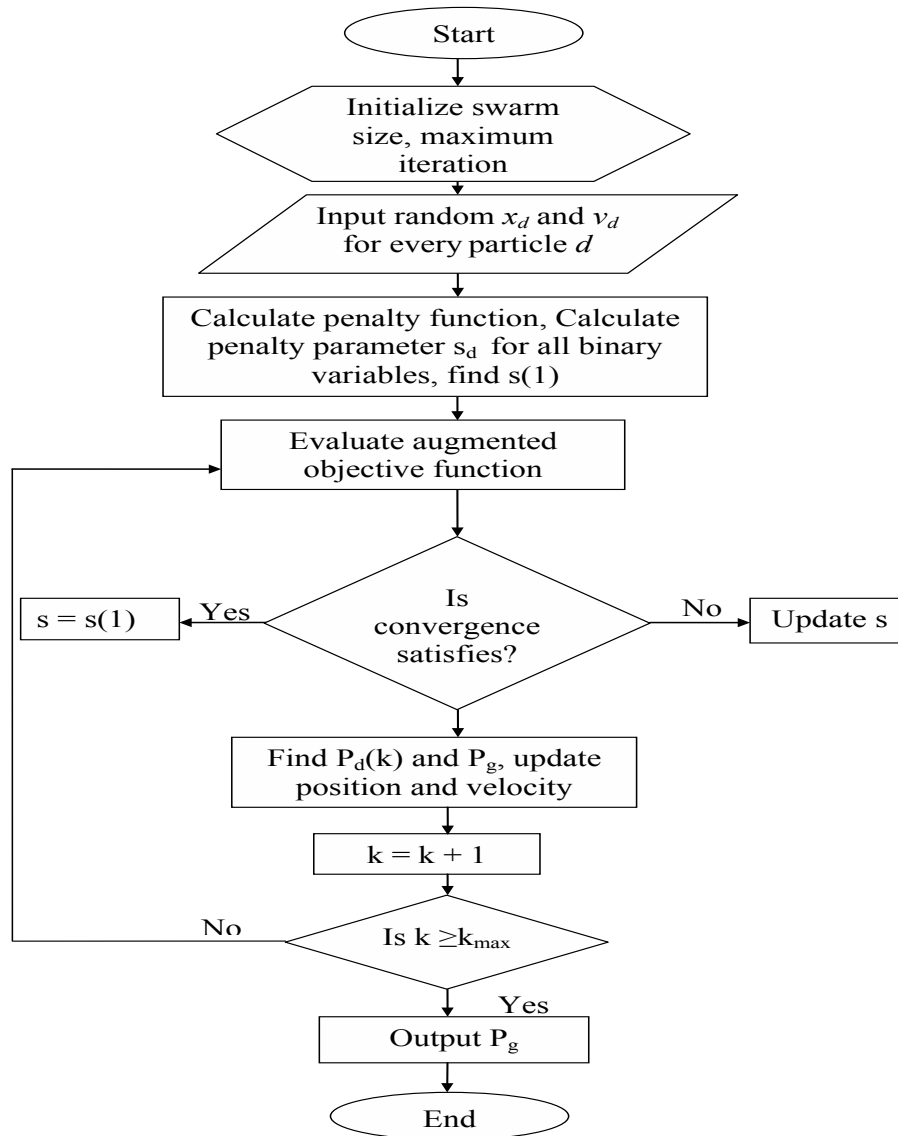 Start
Initialize swarm
size, maximum
iteration
Input random x_d and v_d
for every particle d
Calculate penalty function, Calculate
penalty parameter s_d for all binary
variables, find s(1)
Evaluate augmented
objective function
Is
convergence
satisfies?
Yes
s = s(1)
No
Update s
Find P_d(k) and P_g, update
position and velocity
k = k + 1
Is k ≥k_max
No
Yes
Output P_g
End